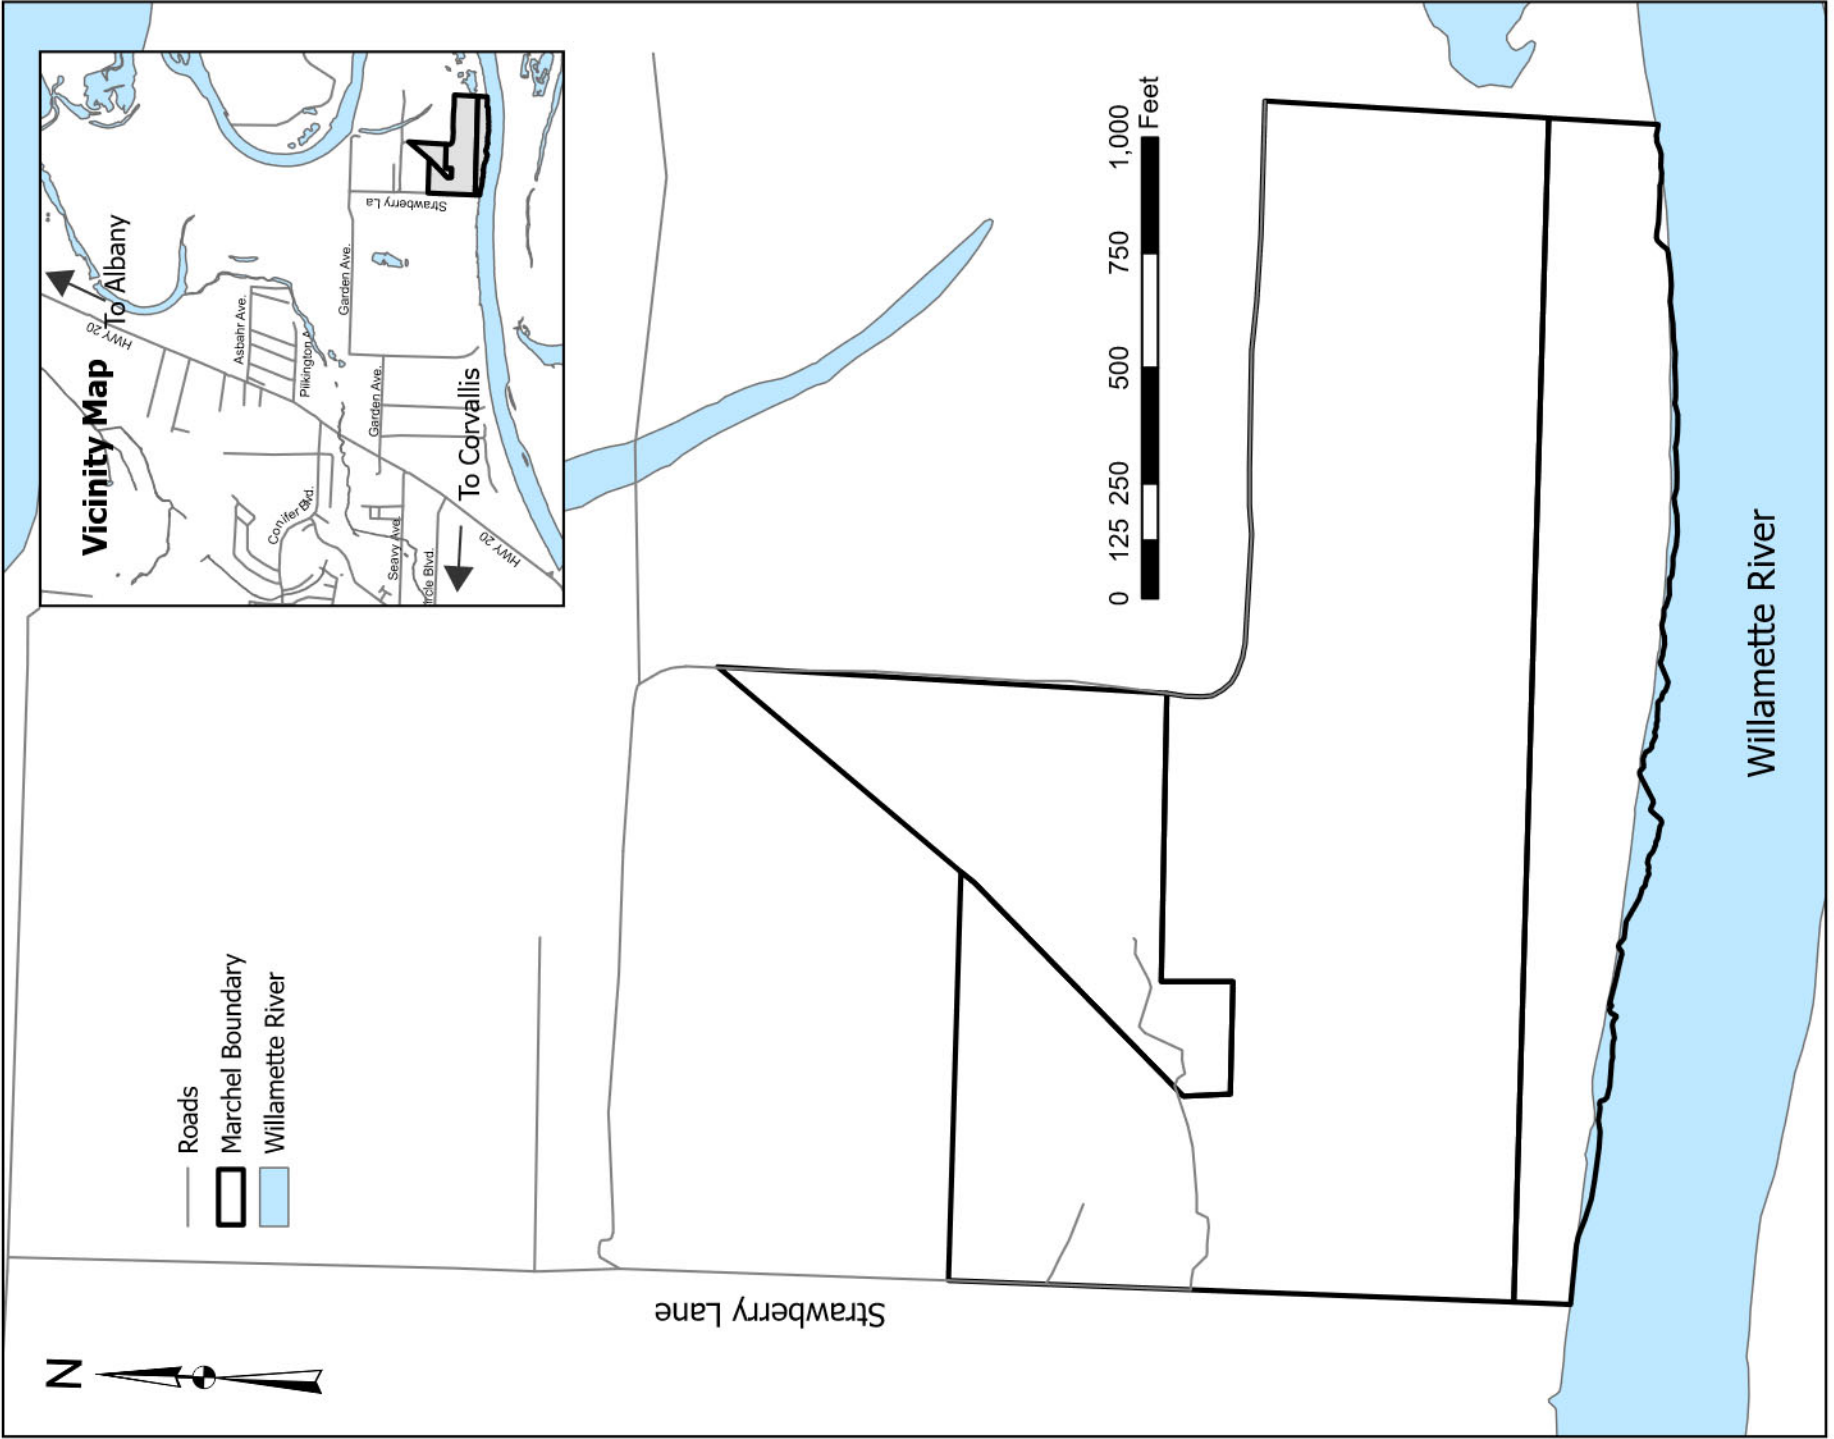 N
Roads
Marchel Boundary
Willamette River
Vicinity Map
To Albany
HWY 20
Asbahr Ave.
Garden Ave.
Strawberry La
Garden Ave.
Conifer Blvd.
Seavy Ave.
HWY 20
To Corvallis
Strawberry Lane
0 125 250 500 750 1,000
Feet
Willamette River